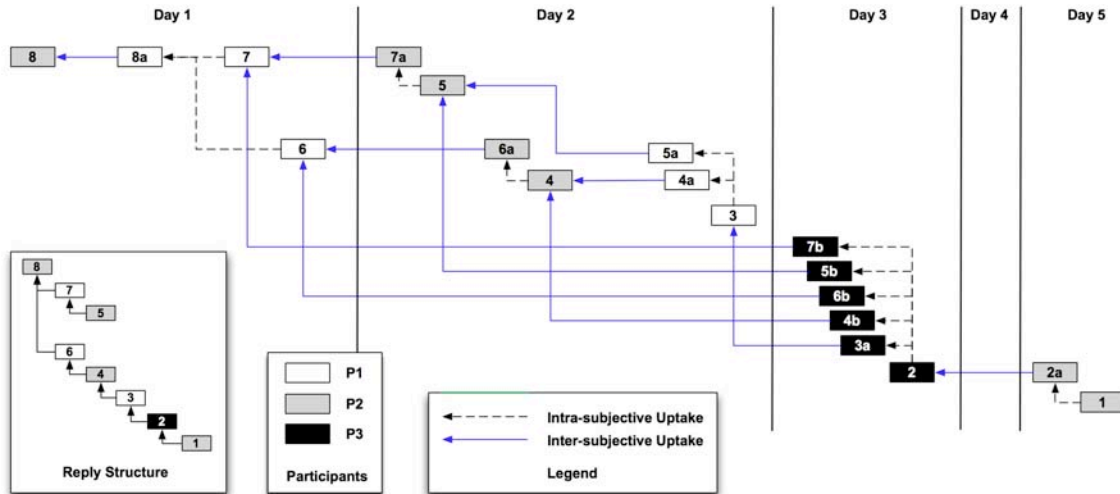 Day 1 Day 2 Day 3 Day 4 Day 5
8 8a 7 7a
5
6 6a 5a
4 4a
3
7b
5b
6b
4b
3a
2 2a
1
8
7
5
6
4
3
2
1
Reply Structure
P1
P2
P3
Participants
Intra-subjective Uptake
Inter-subjective Uptake
Legend